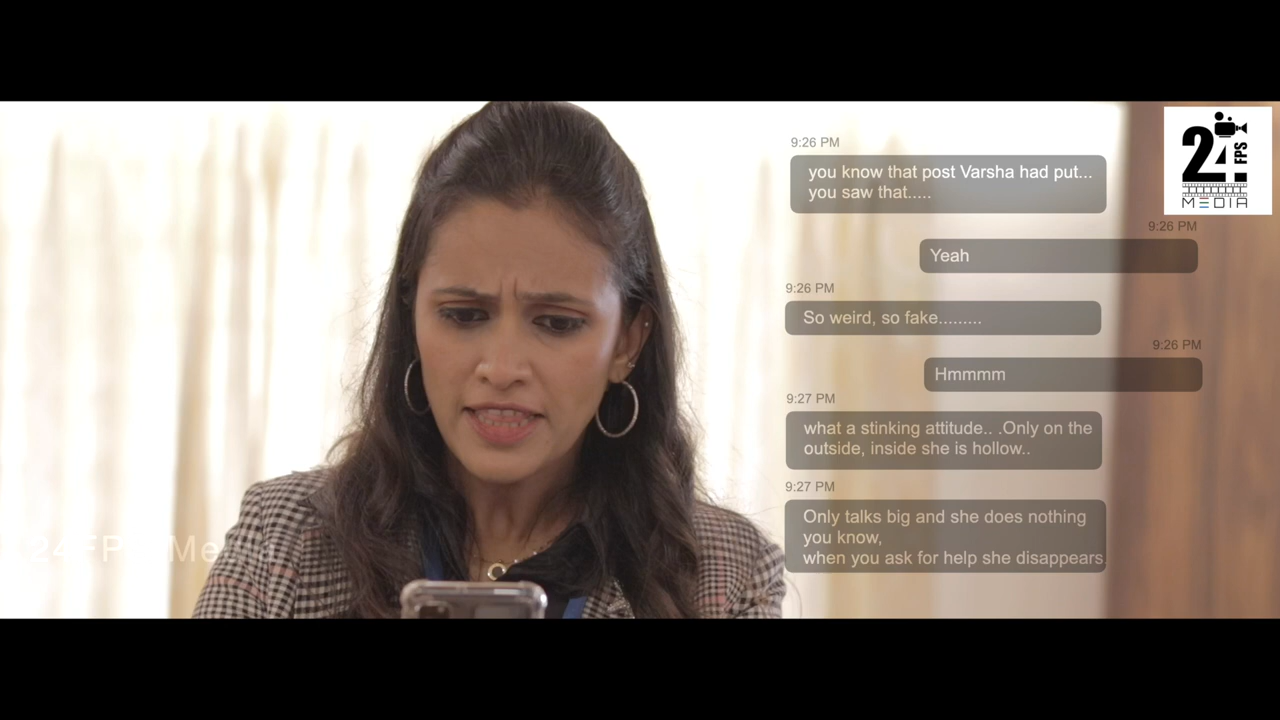 9:26 PM
you know that post Varsha had put...
you saw that.....
9:26 PM
Yeah
9:26 PM
So weird, so fake.........
9:26 PM
Hmmmm
9:27 PM
what a stinking attitude.. .Only on the
outside, inside she is hollow..
9:27 PM
Only talks big and she does nothing
you know,
when you ask for help she disappears
24 FPS
MEDIA
24 FPS Media